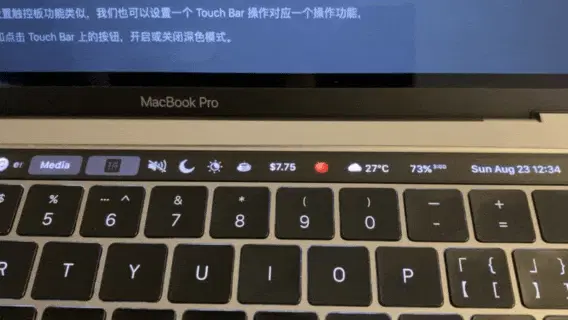 设置触控板功能类似，我们也可以设置一个 Touch Bar 操作对应一个操作功能，
点击 Touch Bar 上的按钮，开启或关闭深色模式。
MacBook Pro
er Media $7.75 27°C 73% Sun Aug 23 12:34
$ % 5 … ^ 6 & 7 * 8 ( 9 ) 0 — - + =
R T Y U I O P 「 { 【 [ 」 } 】 ]